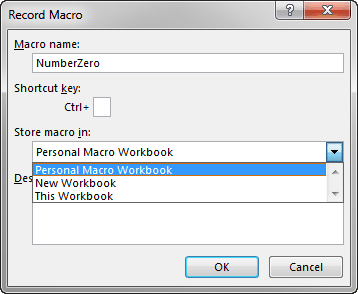 Record Macro
?
Macro name:
NumberZero
Shortcut key:
Ctrl+
Store macro in:
Personal Macro Workbook
Personal Macro Workbook
New Workbook
This Workbook
Des
OK
Cancel